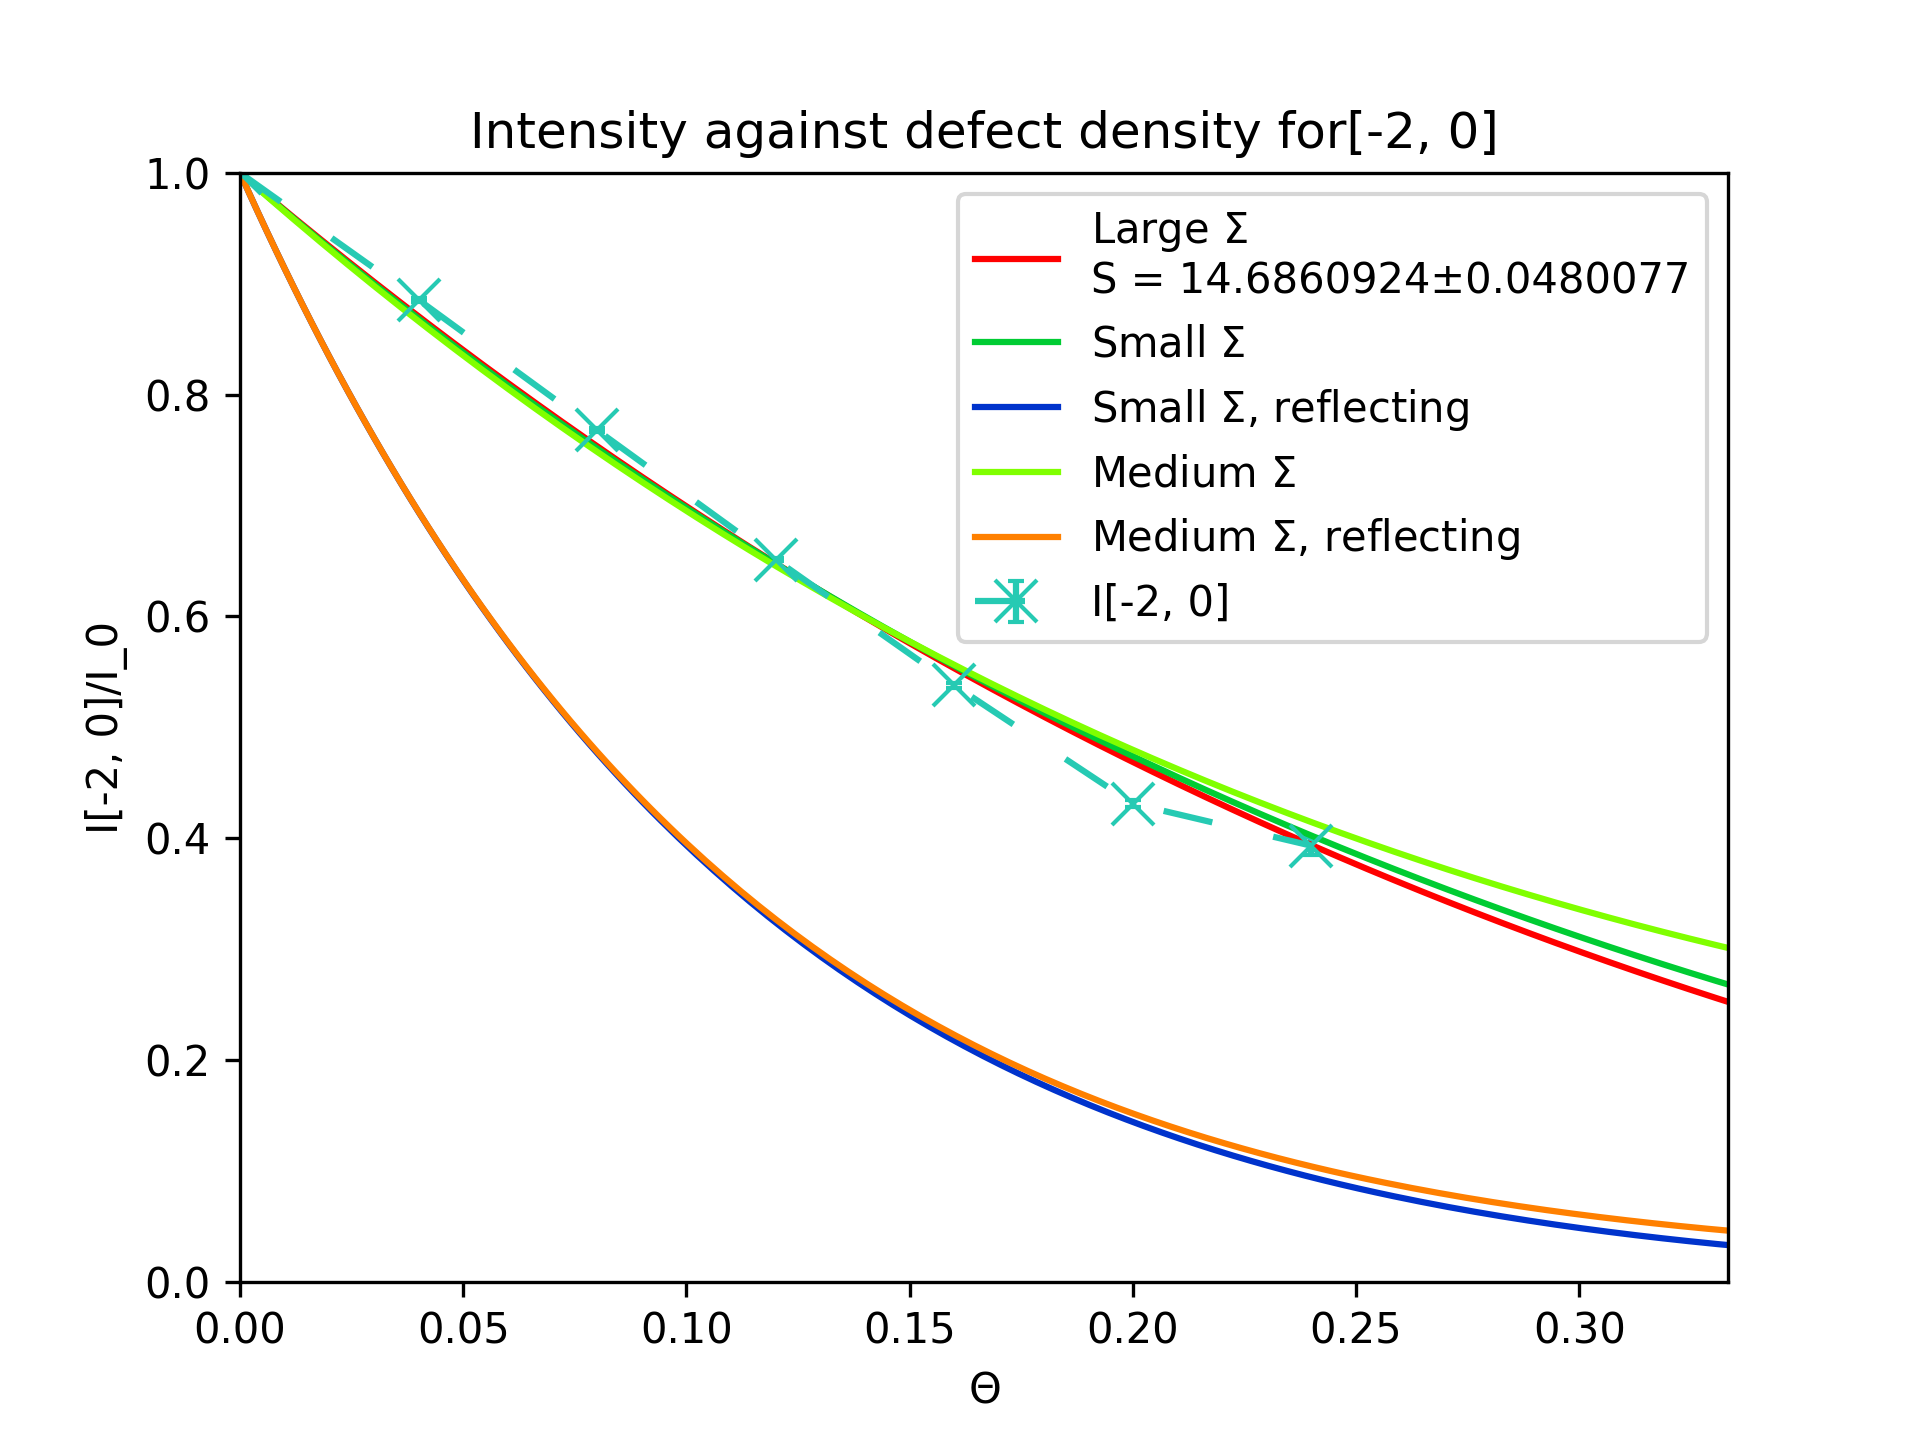 Intensity against defect density for[-2, 0]
I[-2, 0]/I_0
1.0
0.8
0.6
0.4
0.2
0.0
Large Σ
S = 14.6860924±0.0480077
Small Σ
Small Σ, reflecting
Medium Σ
Medium Σ, reflecting
I[-2, 0]
0.00 0.05 0.10 0.15 0.20 0.25 0.30
Θ